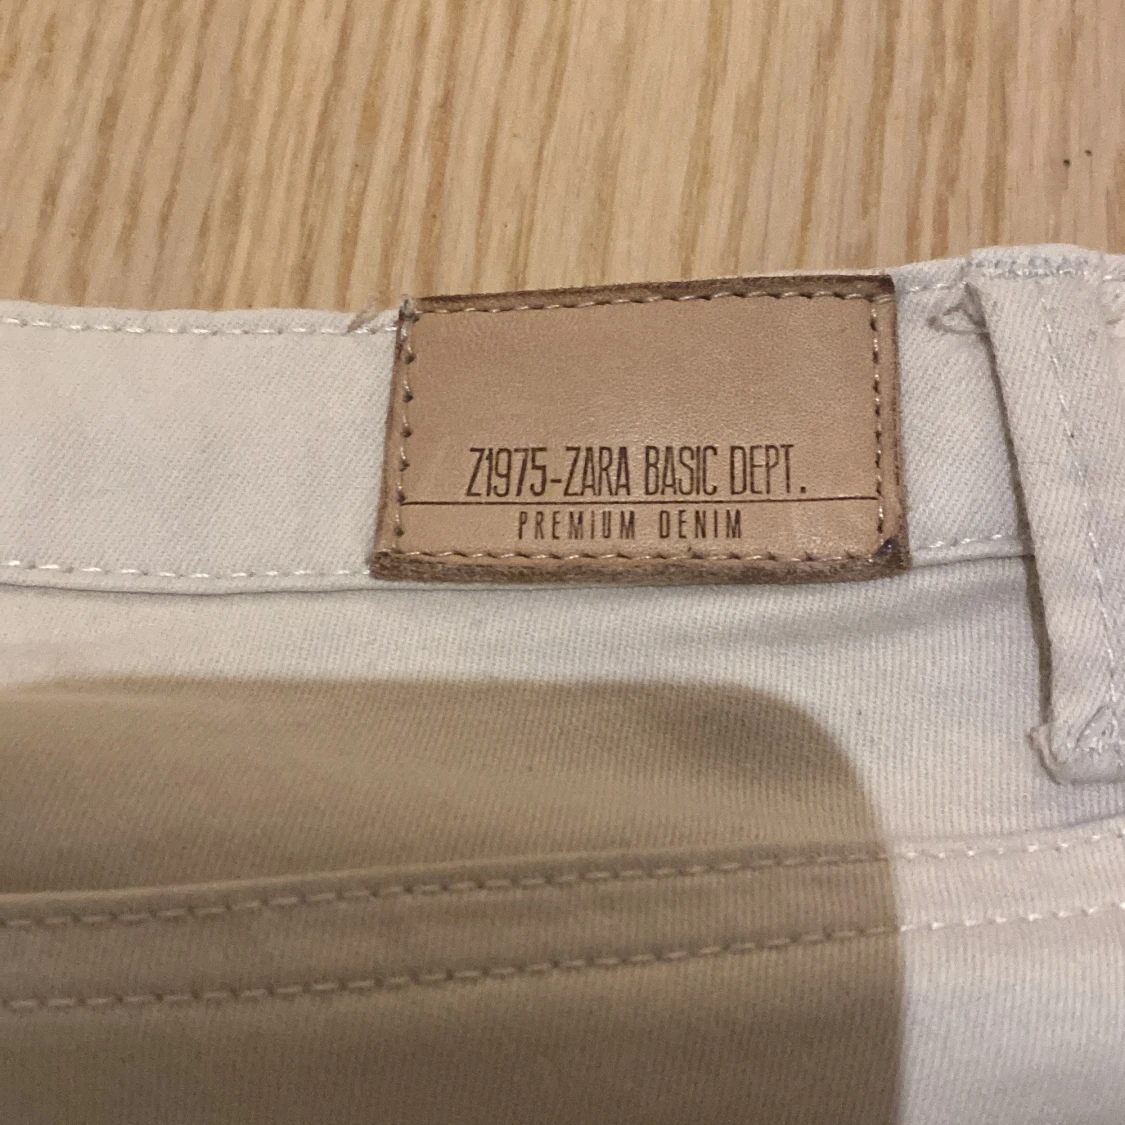 Z1975-ZARA BASIC DEPT.
PREMIUM DENIM